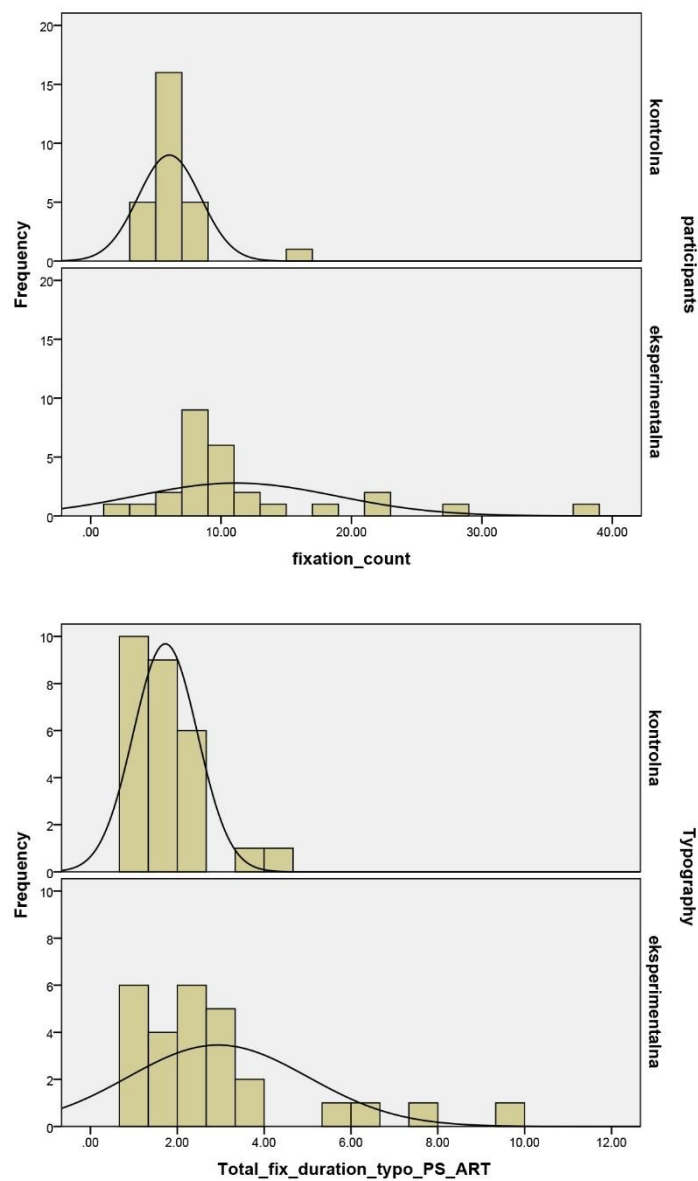 20
15
10
5
0
kontrolna
20
15
10
5
0
eksperimentalna
Frequency
participants
.00 10.00 20.00 30.00 40.00
fixation_count
10
8
6
4
2
0
kontrolna
10
8
6
4
2
0
eksperimentalna
Frequency
Typography
.00 2.00 4.00 6.00 8.00 10.00 12.00
Total_fix_duration_typo_PS_ART